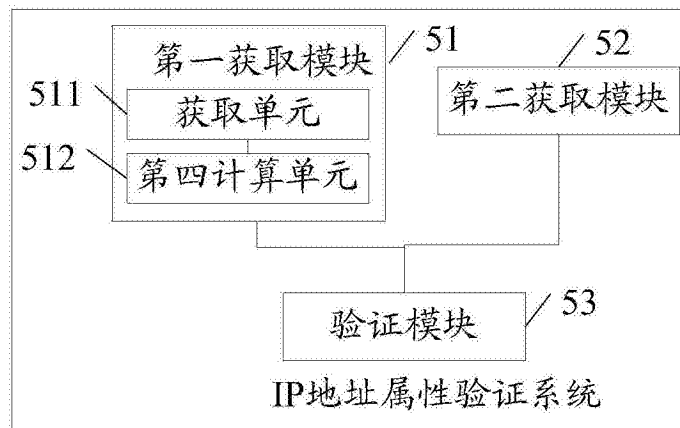 第一获取模块
51
52
511
获取单元
第二获取模块
512
第四计算单元
验证模块
53
IP地址属性验证系统